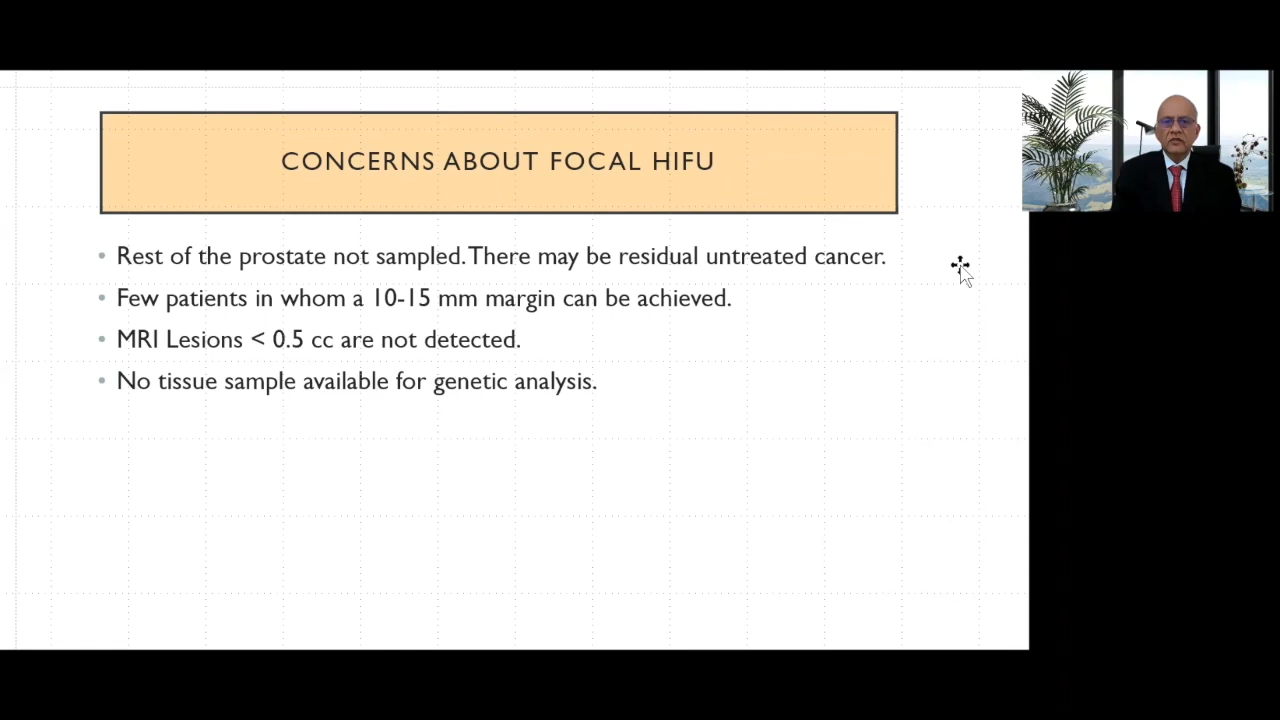 CONCERNS ABOUT FOCAL HIFU
• Rest of the prostate not sampled. There may be residual untreated cancer.
• Few patients in whom a 10-15 mm margin can be achieved.
• MRI Lesions < 0.5 cc are not detected.
• No tissue sample available for genetic analysis.